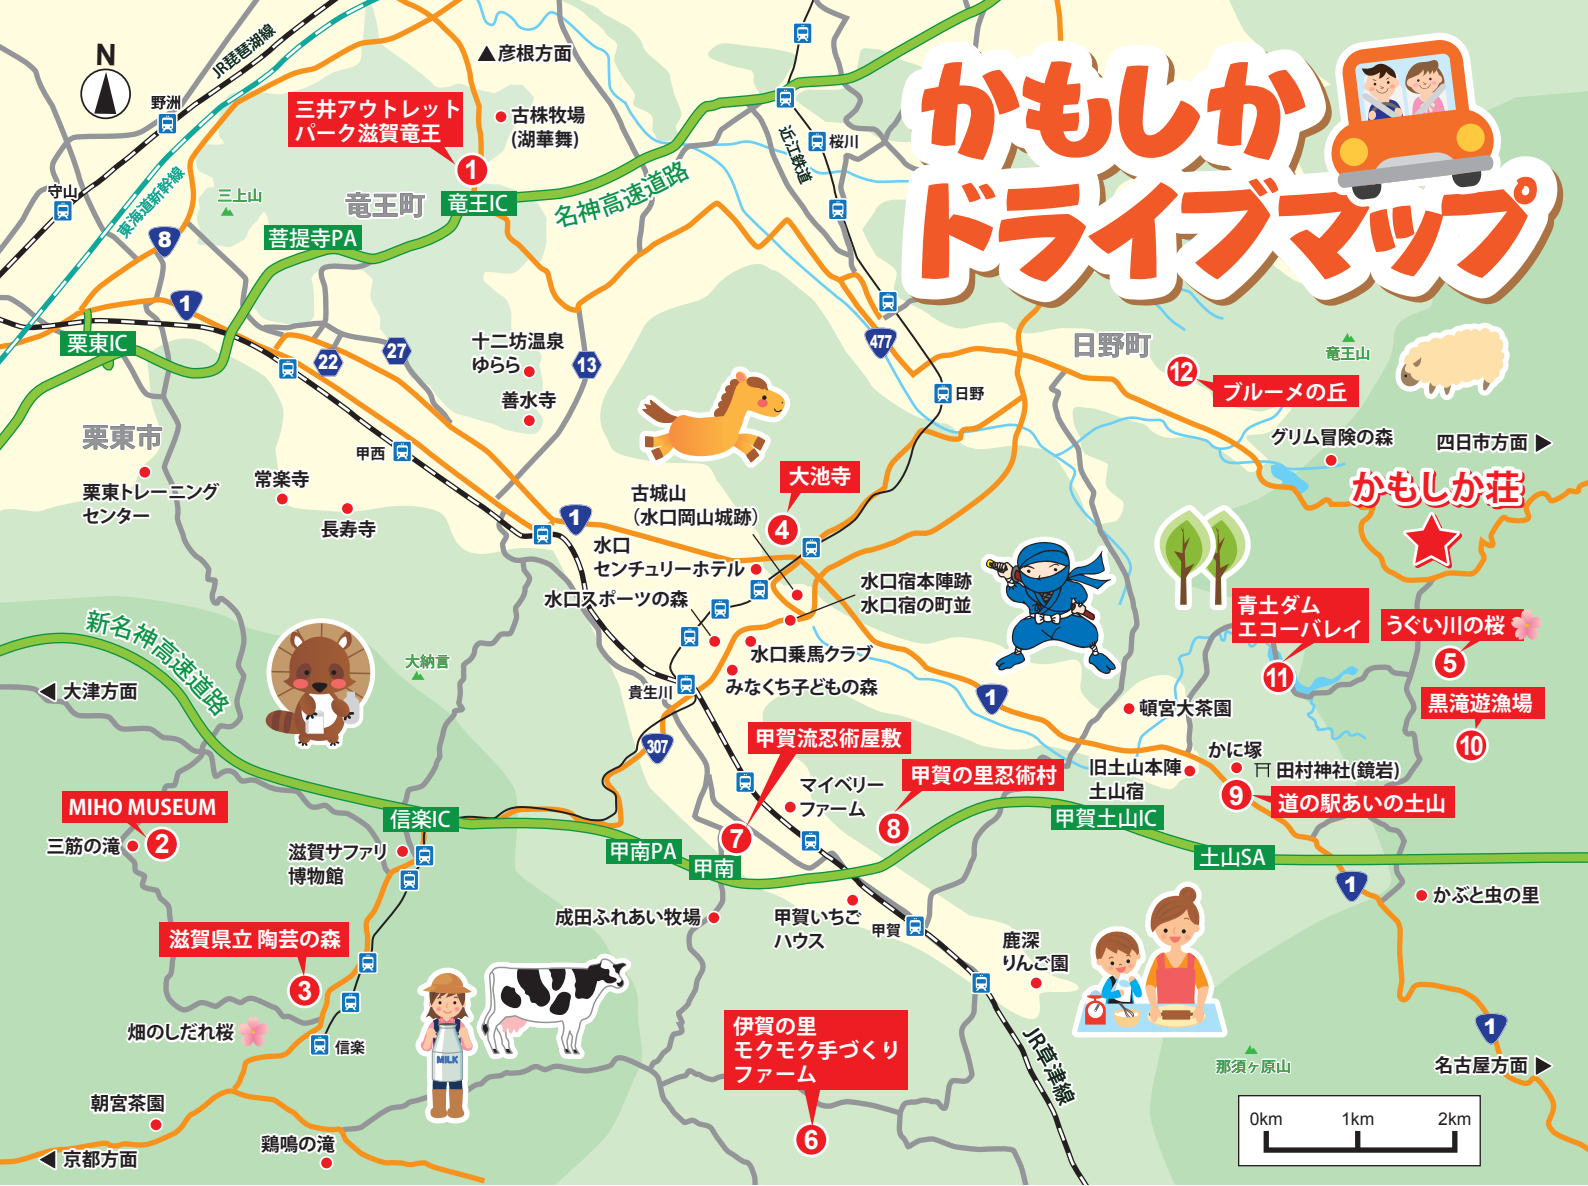 かもしか
ドライブマップ
N
JR琵琶湖線
野洲
守山
東海道新幹線
三上山
8
1
三井アウトレット
パーク滋賀竜王
1
▲彦根方面
古株牧場
(湖華舞)
竜王町
竜王IC
名神高速道路
菩提寺PA
近江鉄道
桜川
栗東IC
22
27
13
十二坊温泉
ゆらら
善水寺
477
日野
日野町
竜王山
12
ブルーメの丘
グリム冒険の森
四日市方面 ▶
かもしか荘
栗東市
栗東トレーニング
センター
常楽寺
長寿寺
甲西
1
古城山
(水口岡山城跡)
大池寺
4
水口
センチュリーホテル
水口スポーツの森
水口宿本陣跡
水口宿の町並
水口乗馬クラブ
みなくち子どもの森
貴生川
307
新名神高速道路
◀ 大津方面
大納言
青土ダム
エコーバレイ
11
うぐい川の桜
5
黒滝遊漁場
10
1
頓宮大茶園
かに塚
旧土山本陣
土山宿
田村神社(鏡岩)
9
道の駅あいの土山
甲賀流忍術屋敷
7
マイベリー
ファーム
甲賀の里忍術村
8
甲賀土山IC
土山SA
MIHO MUSEUM
2
三筋の滝
滋賀サファリ
博物館
信楽IC
甲南PA
甲南
1
かぶと虫の里
成田ふれあい牧場
甲賀いちご
ハウス
甲賀
鹿深
りんご園
滋賀県立 陶芸の森
3
畑のしだれ桜
信楽
MILK
伊賀の里
モクモク手づくり
ファーム
6
JR草津線
那須ヶ原山
1
名古屋方面 ▶
朝宮茶園
鶏鳴の滝
◀ 京都方面
0km 1km 2km